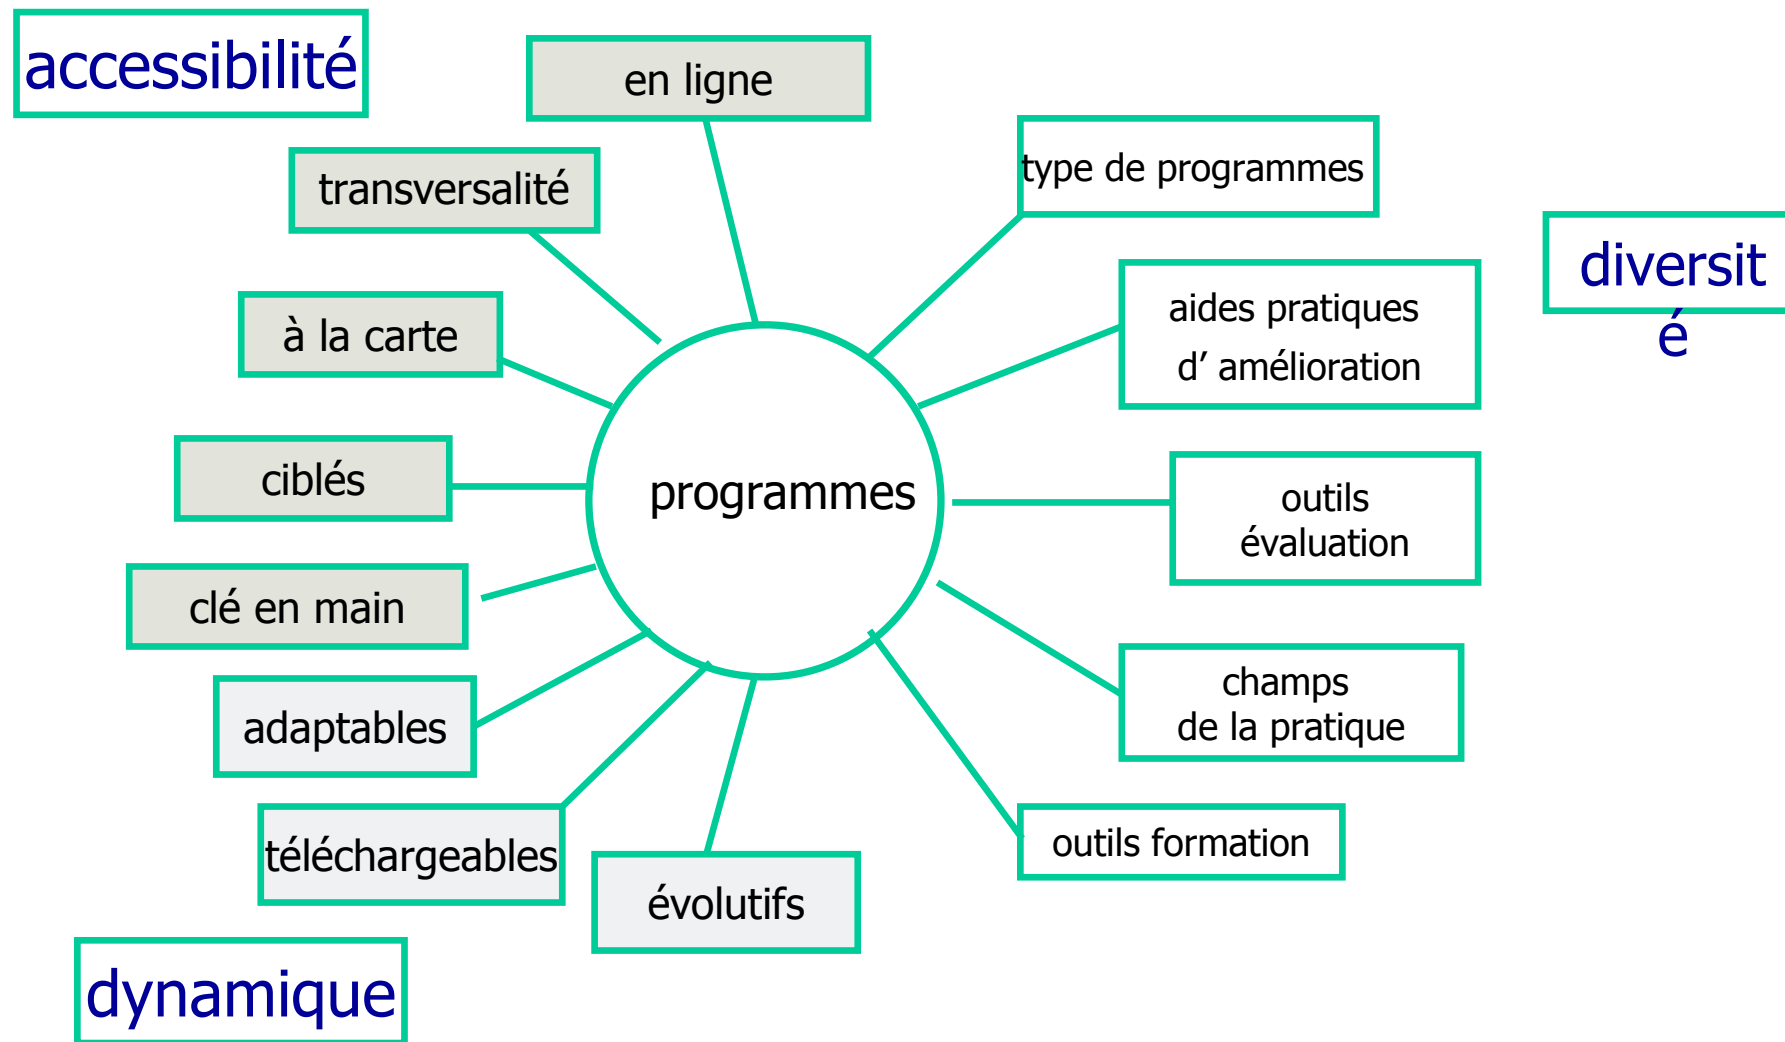 accessibilité
en ligne
transversalité
type de programmes
diversit
é
à la carte
aides pratiques
d’ amélioration
ciblés
programmes
outils
évaluation
clé en main
champs
de la pratique
adaptables
téléchargeables
outils formation
évolutifs
dynamique